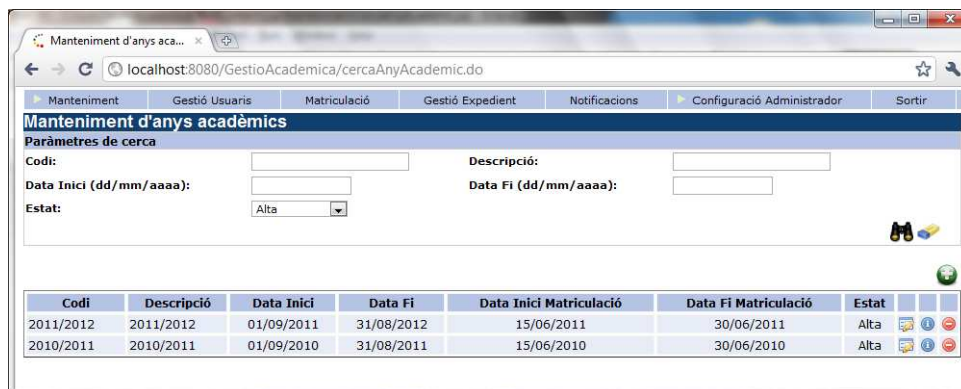 Manteniment d'anys aca...
localhost:8080/GestioAcademica/cercaAnyAcademic.do
Manteniment Gestió Usuaris Matriculació Gestió Expedient Notificacions Configuració Administrador Sortir
Manteniment d'anys acadèmics
Paràmetres de cerca
Codi: Descripció:
Data Inici (dd/mm/aaaa): Data Fi (dd/mm/aaaa):
Estat: Alta
Codi Descripció Data Inici Data Fi Data Inici Matriculació Data Fi Matriculació Estat
2011/2012 2011/2012 01/09/2011 31/08/2012 15/06/2011 30/06/2011 Alta
2010/2011 2010/2011 01/09/2010 31/08/2011 15/06/2010 30/06/2010 Alta